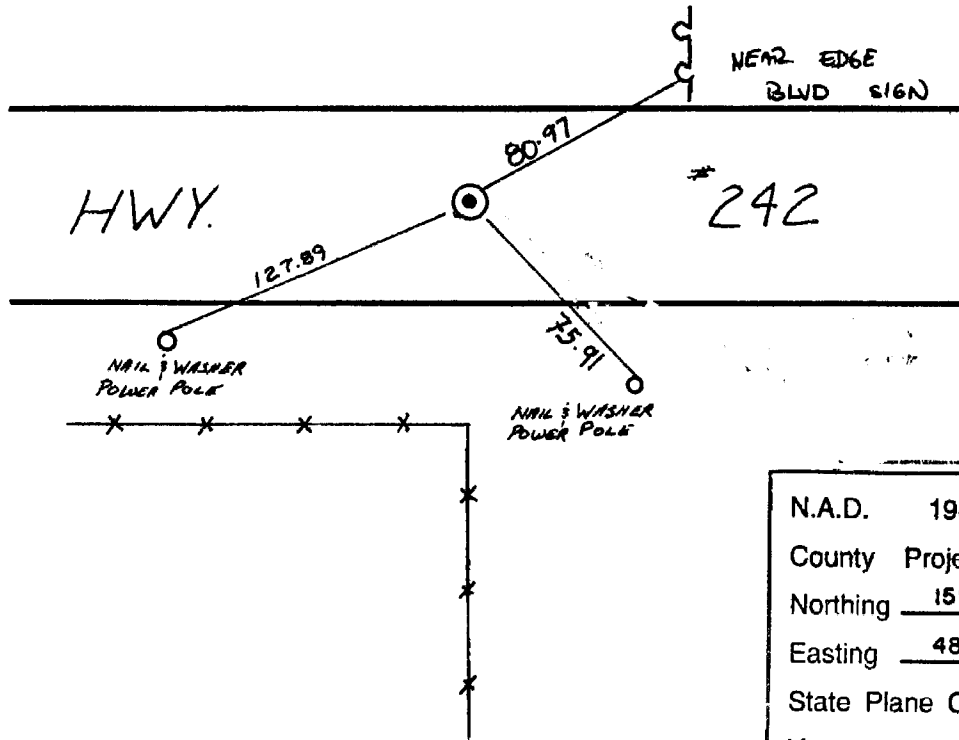 NEAR EDGE
BLVD SIGN
80.97
HWY.
#242
127.89
75.91
NAIL & WASHER
POWER POLE
NAIL & WASHER
POWER POLE
N.A.D. 19
County Proje
Northing 15
Easting 48
State Plane C